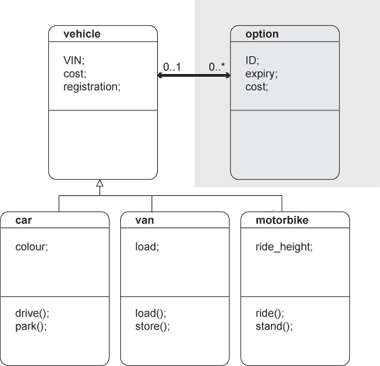 vehicle
option
VIN;
cost;
registration;
0..1
0..*
ID;
expiry;
cost;
car
van
motorbike
colour;
load;
ride_height;
drive();
park();
load();
store();
ride();
stand();